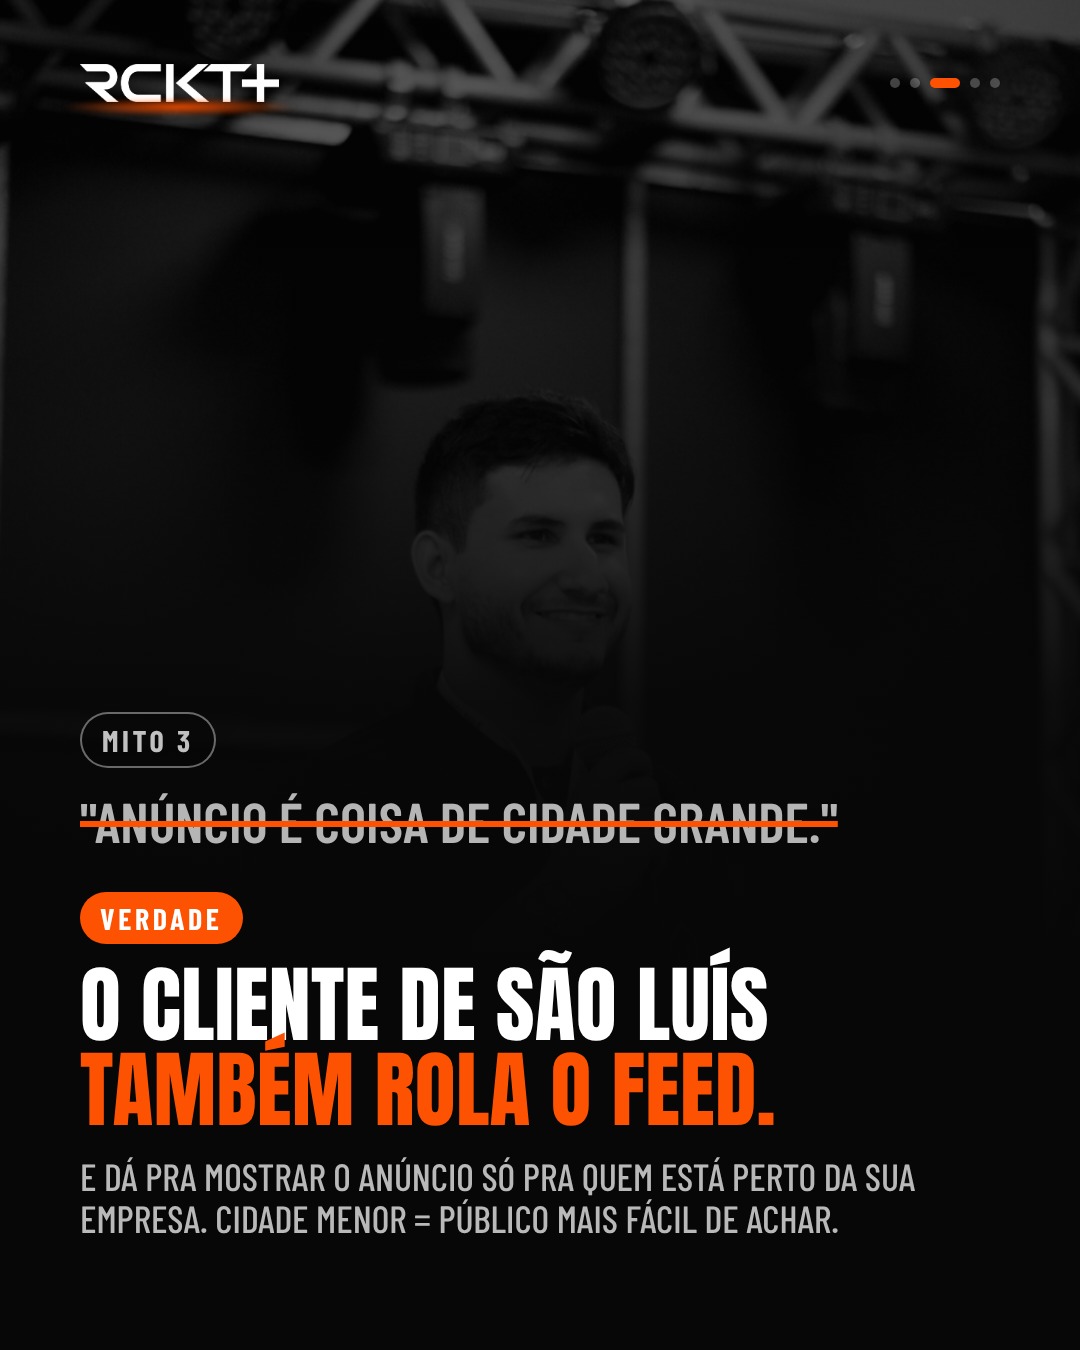 RCKT+
MITO 3
"ANÚNCIO É COISA DE CIDADE GRANDE."
VERDADE
O CLIENTE DE SÃO LUÍS
TAMBÉM ROLA O FEED.
E DÁ PRA MOSTRAR O ANÚNCIO SÓ PRA QUEM ESTÁ PERTO DA SUA
EMPRESA. CIDADE MENOR = PÚBLICO MAIS FÁCIL DE ACHAR.